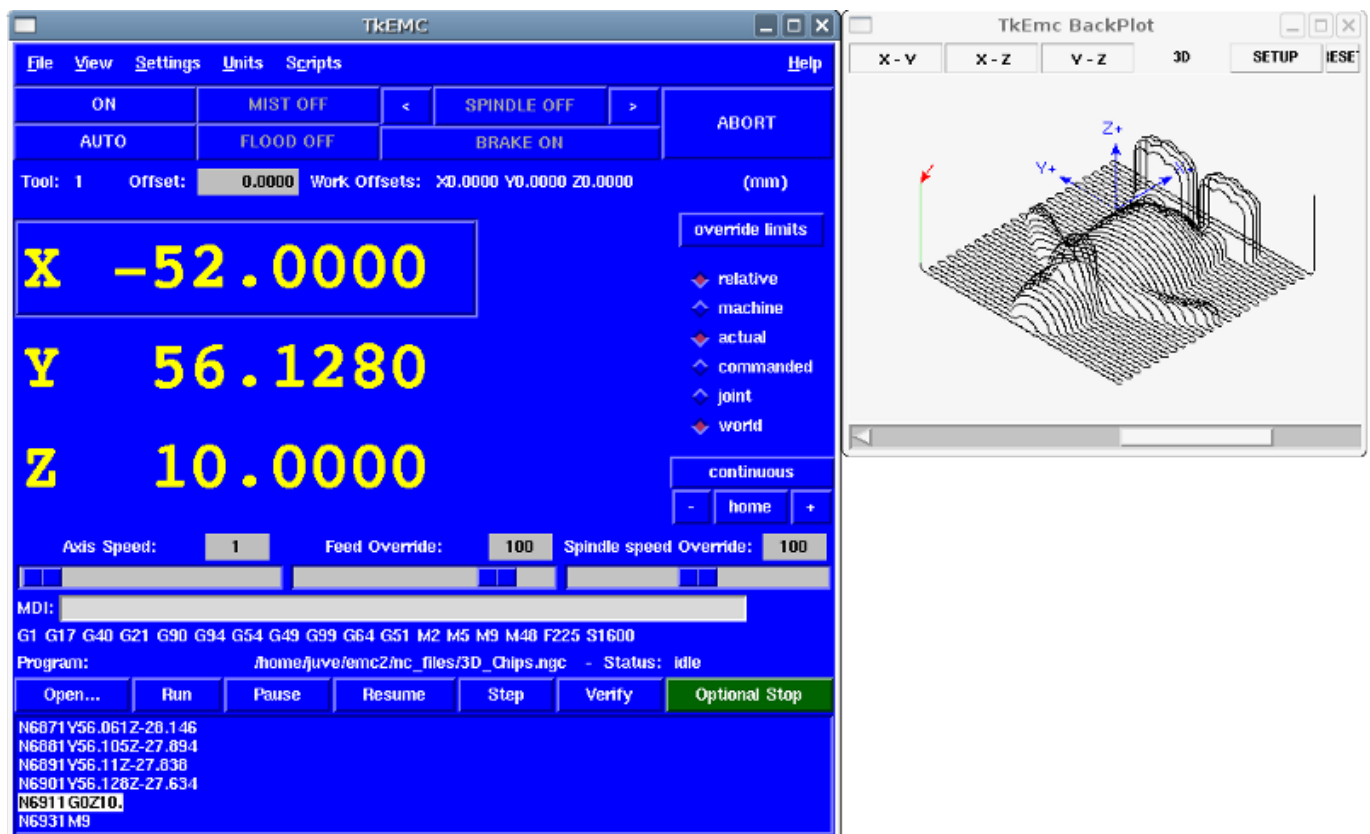 TkEMC
File View Settings Units Scripts Help
ON MIST OFF < SPINDLE OFF > ABORT
AUTO FLOOD OFF BRAKE ON
Tool: 1 Offset: 0.0000 Work Offsets: X0.0000 Y0.0000 Z0.0000 (mm)
override limits
X -52.0000
relative
machine
Y 56.1280
actual
commanded
joint
world
Z 10.0000
continuous
- home +
Axis Speed: 1 Feed Override: 100 Spindle speed Override: 100
MDI:
G1 G17 G40 G21 G90 G94 G54 G49 G99 G64 G51 M2 M5 M9 M48 F225 S1600
Program: /home/juve/emc2/nc_files/3D_Chips.ngc - Status: idle
Open... Run Pause Resume Step Verify Optional Stop
N6871Y56.061Z-28.146
N6881Y56.105Z-27.894
N6891Y56.11Z-27.838
N6901Y56.128Z-27.634
N6911G0Z10.
N6931M9
TkEmc BackPlot
X - Y X - Z Y - Z 3D SETUP
Z+
Y+